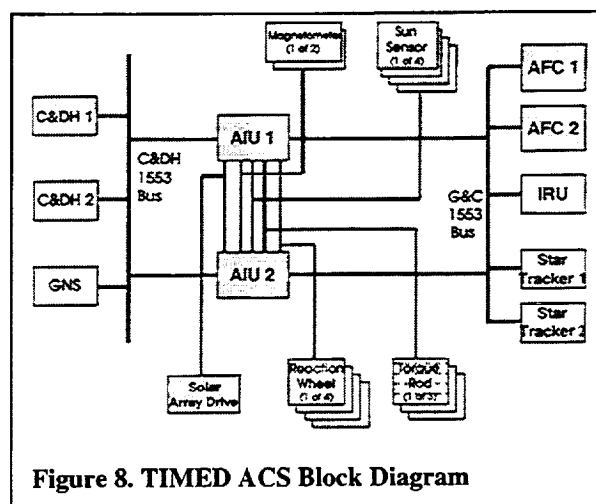 Magnetometer
(1 of 2)
Sun
Sensor
(1 of 4)
AFC 1
C&DH 1
AIU 1
AFC 2
C&DH
1553
Bus
C&DH 2
G&C
1553
Bus
IRU
GNS
AIU 2
Star
Tracker 1
Star
Tracker 2
Solar
Array Drive
Reaction
Wheel
(1 of 4)
Torque
Rod
(1 of 3)
Figure 8. TIMED ACS Block Diagram